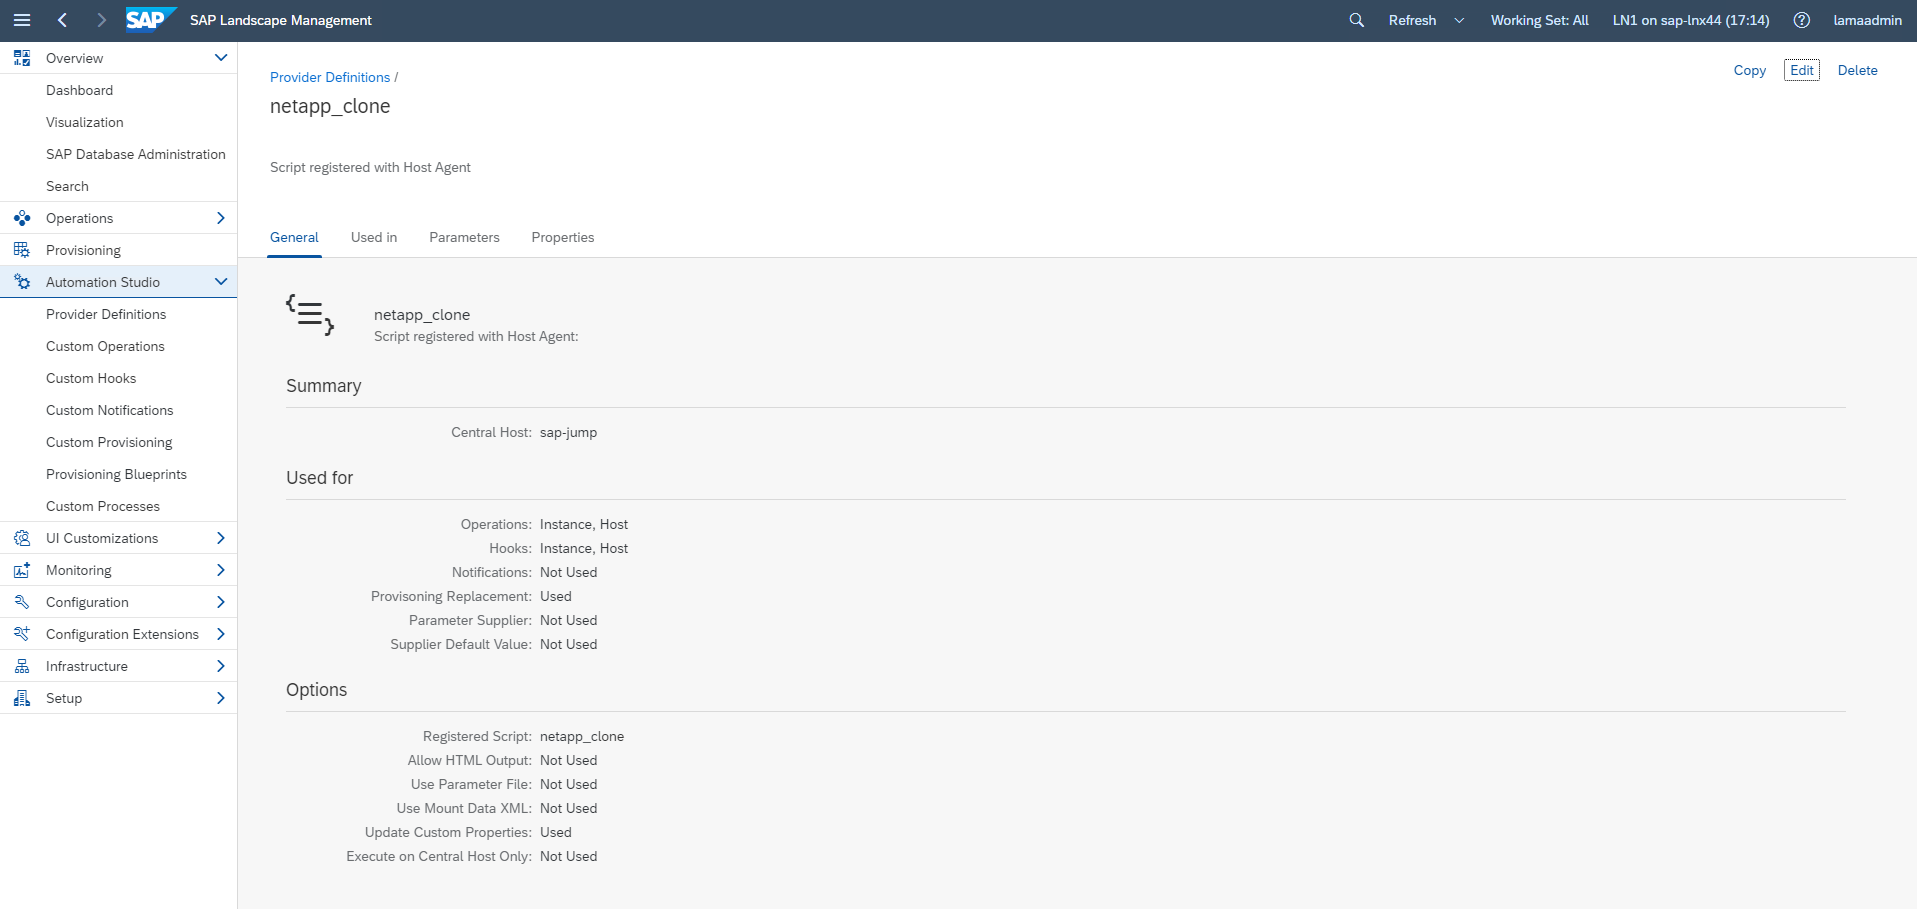 SAP SAP Landscape Management Refresh Working Set: All LN1 on sap-lnx44 (17:14) lamaadmin
Overview
Dashboard
Visualization
SAP Database Administration
Search
Operations
Provisioning
Automation Studio
Provider Definitions
Custom Operations
Custom Hooks
Custom Notifications
Custom Provisioning
Provisioning Blueprints
Custom Processes
UI Customizations
Monitoring
Configuration
Configuration Extensions
Infrastructure
Setup
Provider Definitions /
Copy Edit Delete
netapp_clone
Script registered with Host Agent
General Used in Parameters Properties
netapp_clone
Script registered with Host Agent:
Summary
Central Host: sap-jump
Used for
Operations: Instance, Host
Hooks: Instance, Host
Notifications: Not Used
Provisoning Replacement: Used
Parameter Supplier: Not Used
Supplier Default Value: Not Used
Options
Registered Script: netapp_clone
Allow HTML Output: Not Used
Use Parameter File: Not Used
Use Mount Data XML: Not Used
Update Custom Properties: Used
Execute on Central Host Only: Not Used